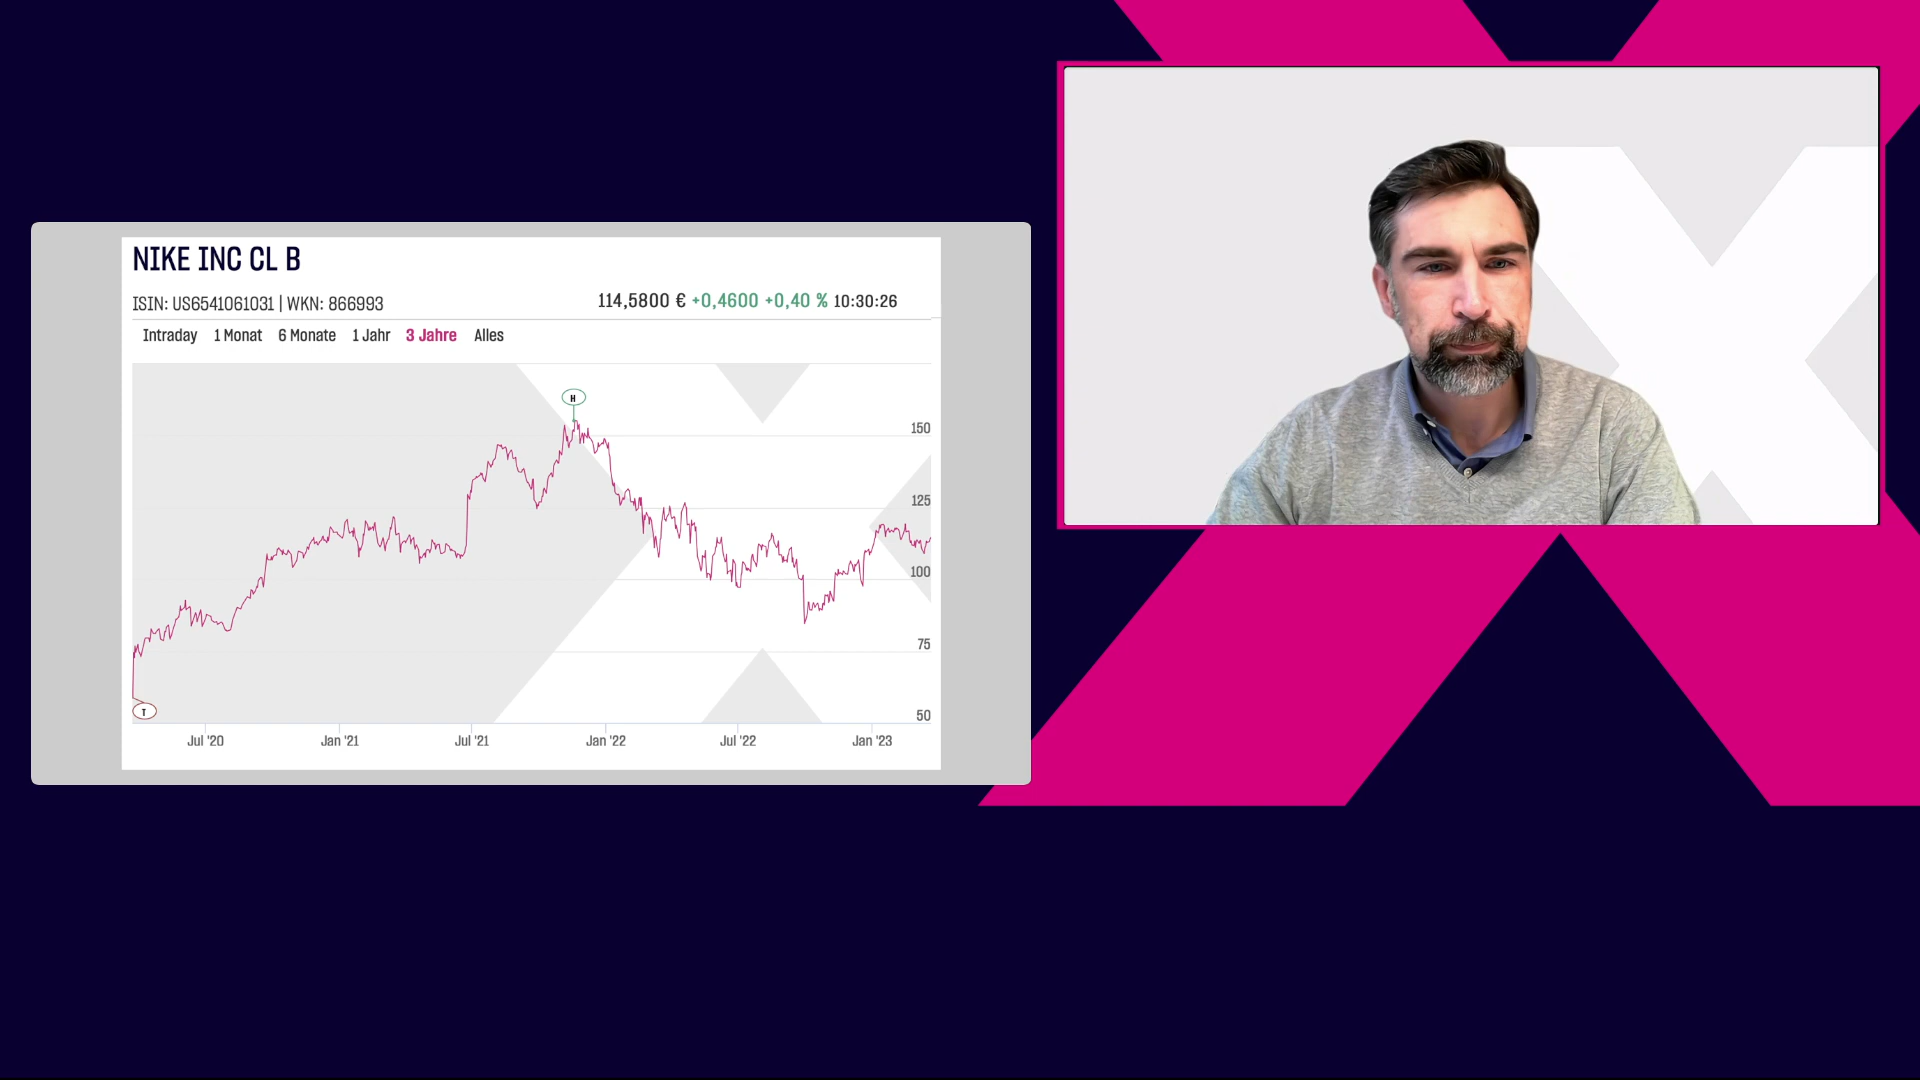 NIKE INC CL B
ISIN: US6541061031 | WKN: 866993
114,5800 € +0,4600 +0,40 % 10:30:26
Intraday 1 Monat 6 Monate 1 Jahr 3 Jahre Alles
H
150
125
100
75
T
50
Jul '20 Jan '21 Jul '21 Jan '22 Jul '22 Jan '23